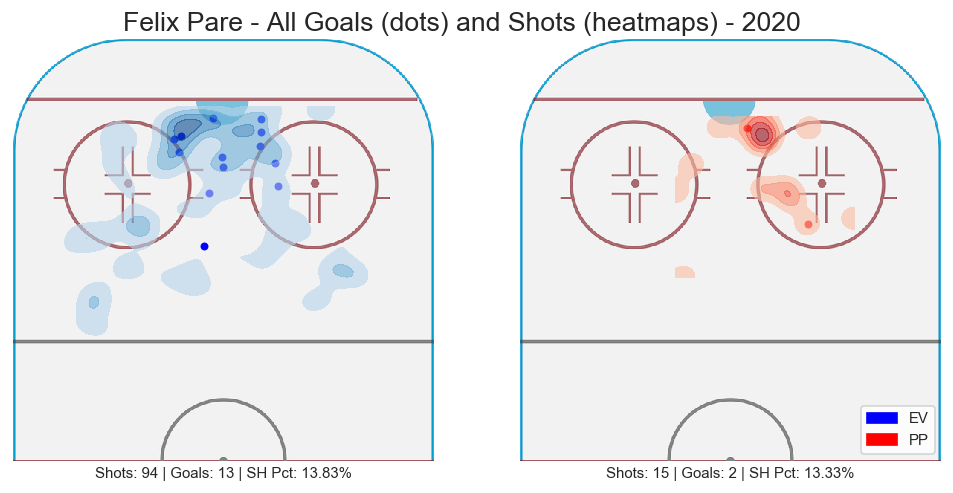 Felix Pare - All Goals (dots) and Shots (heatmaps) - 2020
EV
PP
Shots: 94 | Goals: 13 | SH Pct: 13.83%
Shots: 15 | Goals: 2 | SH Pct: 13.33%